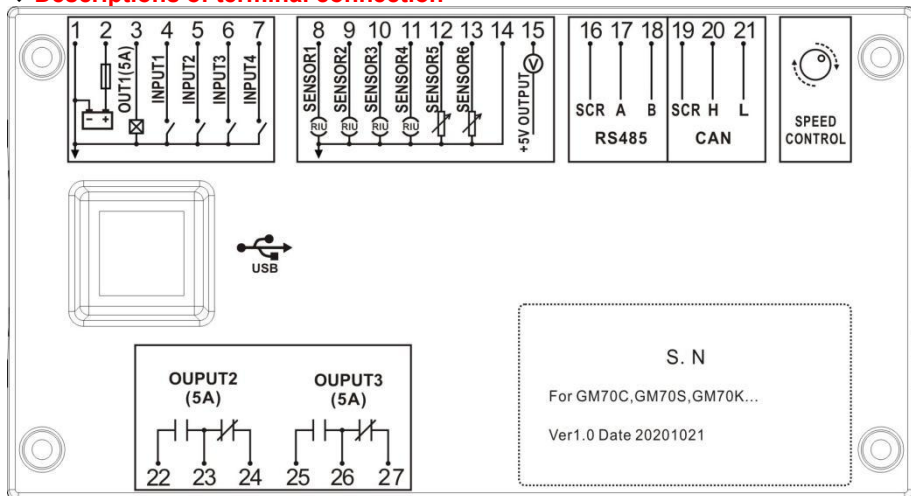 Descriptions of terminal connection
1 2 3 4 5 6 7
OUT1(5A)
INPUT1
INPUT2
INPUT3
INPUT4
- +
8 9 10 11 12 13 14 15
SENSOR1
SENSOR2
SENSOR3
SENSOR4
SENSOR5
SENSOR6
+5V OUTPUT
V
RIU RIU RIU RIU
16 17 18 19 20 21
SCR A B SCR H L
RS485 CAN
SPEED
CONTROL
USB
OUPUT2
(5A)
OUPUT3
(5A)
22 23 24 25 26 27
S. N
For GM70C,GM70S,GM70K...
Ver1.0 Date 20201021